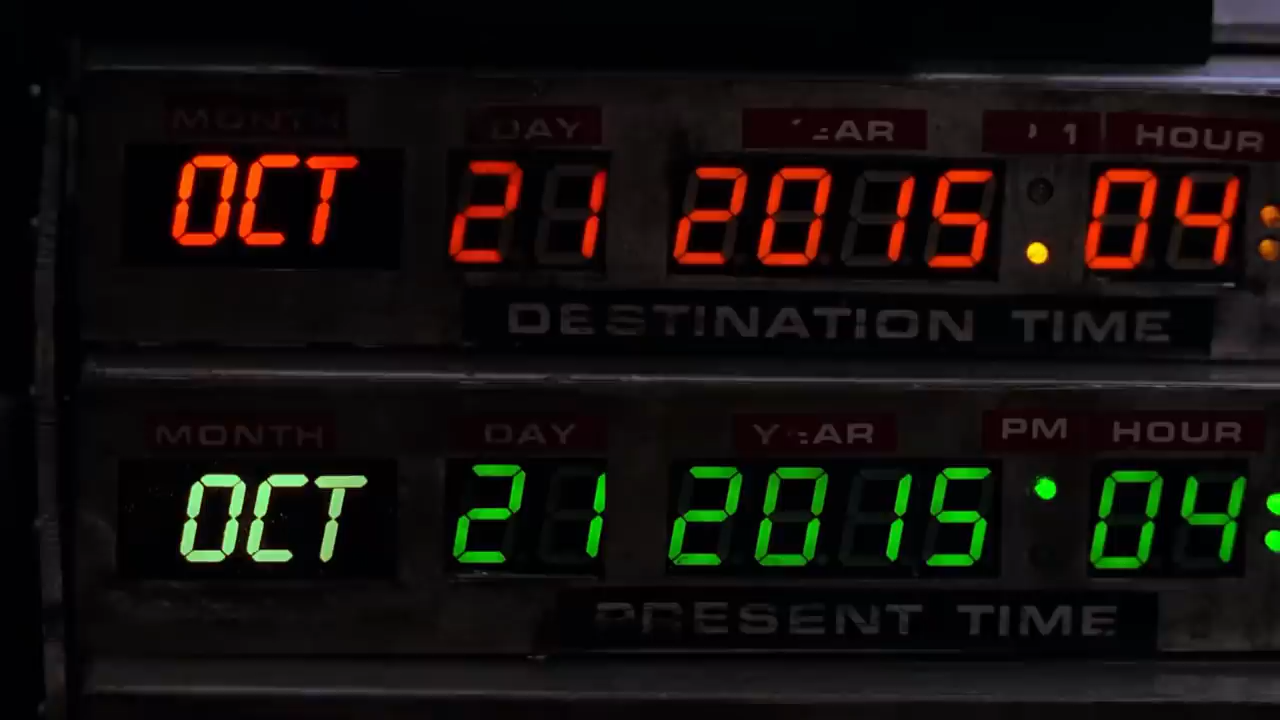 MONTH DAY HOUR
OCT 21 2015 04
DESTINATION TIME
MONTH DAY YEAR PM HOUR
OCT 21 2015 04
PRESENT TIME